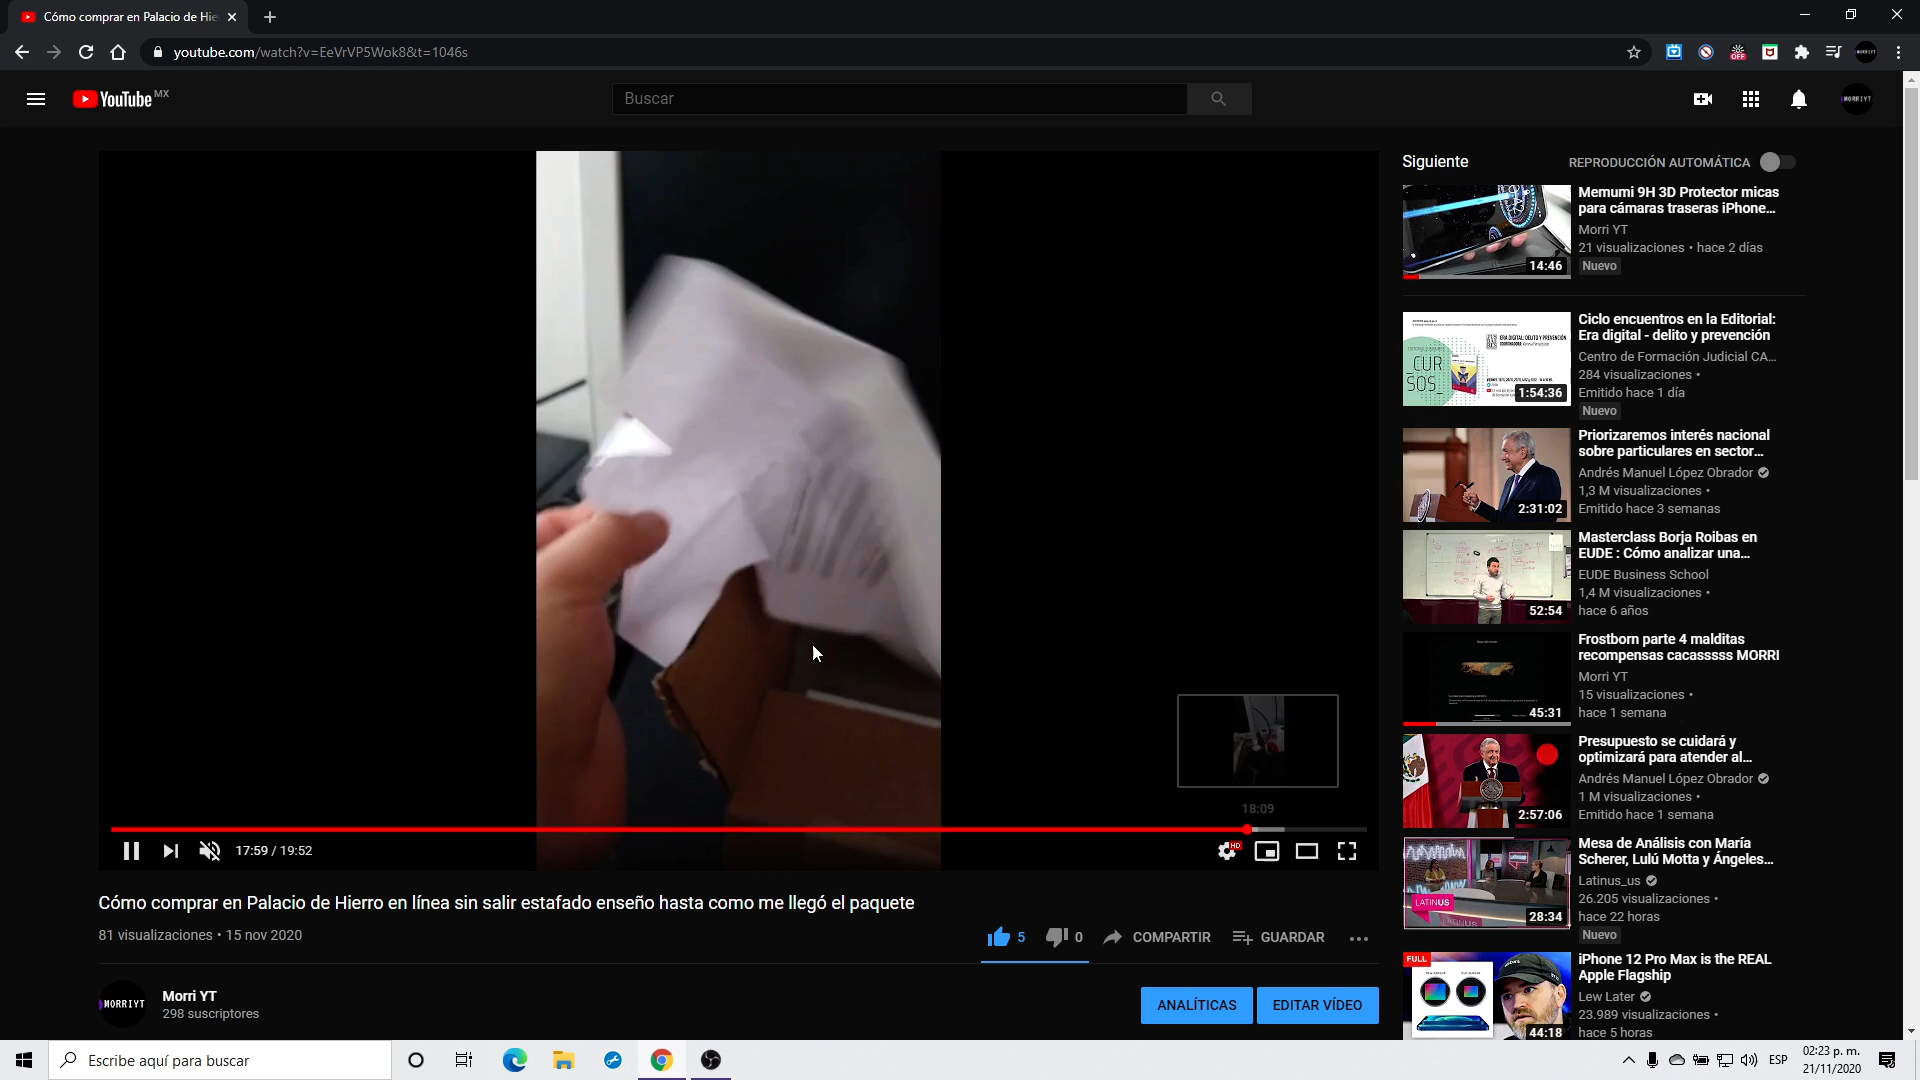 Cómo comprar en Palacio de Hie
youtube.com/watch?v=EeVrVP5Wok8&t=1046s
OFF
YouTube MX
Buscar
MORRIYT
Siguiente
REPRODUCCIÓN AUTOMÁTICA
Memumi 9H 3D Protector micas
para cámaras traseras iPhone...
Morri YT
21 visualizaciones • hace 2 días
Nuevo
14:46
Ciclo encuentros en la Editorial:
Era digital - delito y prevención
Centro de Formación Judicial CA...
284 visualizaciones •
Emitido hace 1 día
Nuevo
ERA DIGITAL: DELITO Y PREVENCIÓN
CUR
SOS_
1:54:36
Priorizaremos interés nacional
sobre particulares en sector...
Andrés Manuel López Obrador
1,3 M visualizaciones •
Emitido hace 3 semanas
2:31:02
Masterclass Borja Roibas en
EUDE : Cómo analizar una...
EUDE Business School
1,4 M visualizaciones •
hace 6 años
52:54
Frostborn parte 4 malditas
recompensas cacasssss MORRI
Morri YT
15 visualizaciones •
hace 1 semana
45:31
Presupuesto se cuidará y
optimizará para atender al...
Andrés Manuel López Obrador
1 M visualizaciones •
Emitido hace 1 semana
2:57:06
Mesa de Análisis con María
Scherer, Lulú Motta y Ángeles...
Latinus_us
26.205 visualizaciones •
hace 22 horas
Nuevo
LATINUS
28:34
iPhone 12 Pro Max is the REAL
Apple Flagship
Lew Later
23.989 visualizaciones •
hace 5 horas
FULL
44:18
18:09
17:59 / 19:52
HD
Cómo comprar en Palacio de Hierro en línea sin salir estafado enseño hasta como me llegó el paquete
81 visualizaciones • 15 nov 2020
5
0
COMPARTIR
GUARDAR
MORRIYT
Morri YT
298 suscriptores
ANALÍTICAS
EDITAR VÍDEO
Escribe aquí para buscar
ESP
02:23 p. m.
21/11/2020